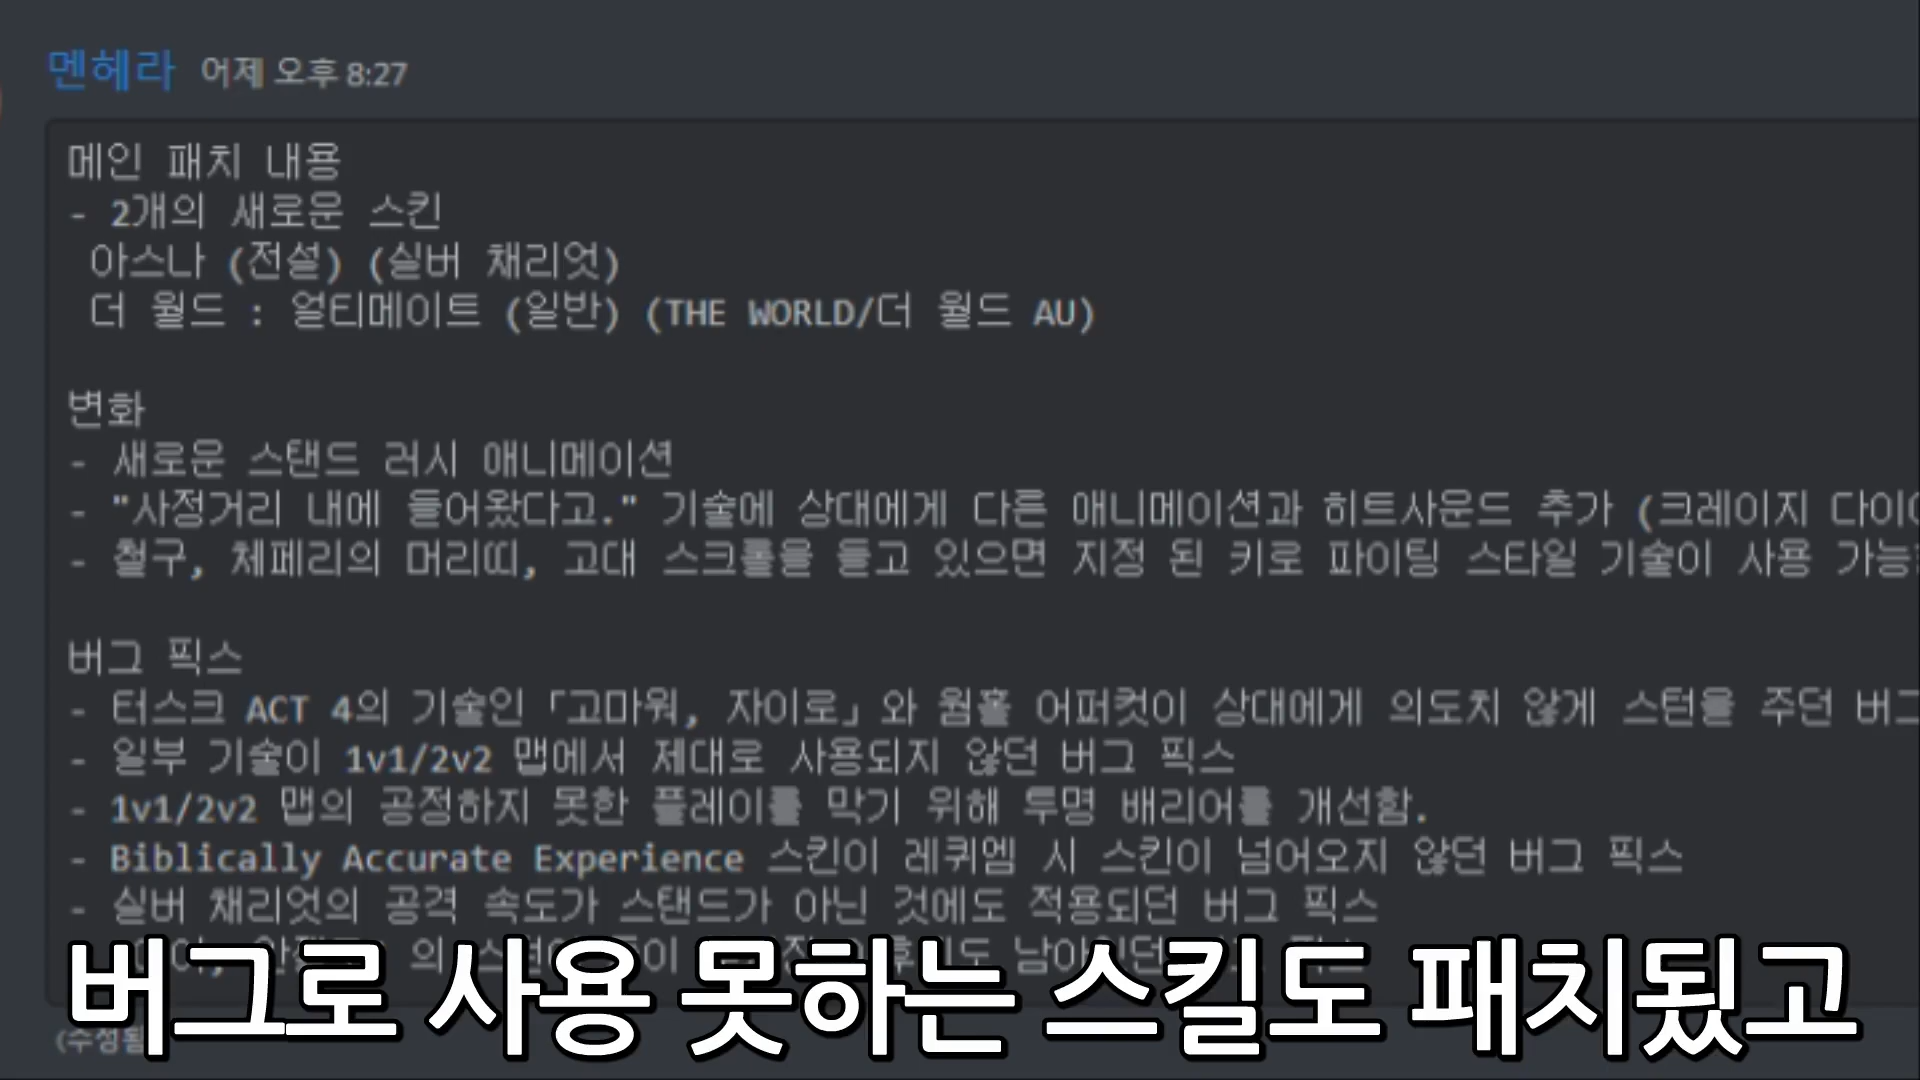 멘헤라 어제 오후 8:27
메인 패치 내용
- 2개의 새로운 스킨
아스나 (전설) (실버 채리엇)
더 월드 : 얼티메이트 (일반) (THE WORLD/더 월드 AU)
변화
- 새로운 스탠드 러시 애니메이션
- "사정거리 내에 들어왔다고." 기술에 상대에게 다른 애니메이션과 히트사운드 추가 (크레이지
- 철구, 체페리의 머리띠, 고대 스크롤을 들고 있으면 지정 된 키로 파이팅 스타일 기술이 사용
버그 픽스
- 터스크 ACT 4의 기술인 「고마워, 자이로」와 웜홀 어퍼컷이 상대에게 의도치 않게 스턴을 주던
- 일부 기술이 1v1/2v2 맵에서 제대로 사용되지 않던 버그 픽스
- 1v1/2v2 맵의 공정하지 못한 플레이를 막기 위해 투명 배리어를 개선함.
- Biblically Accurate Experience 스킨이 레퀴엠 시 스킨이 넘어오지 않던 버그 픽스
- 실버 채리엇의 공격 속도가 스탠드가 아닌 것에도 적용되던 버그 픽스
버그로 사용 못하는 스킬도 패치됬고